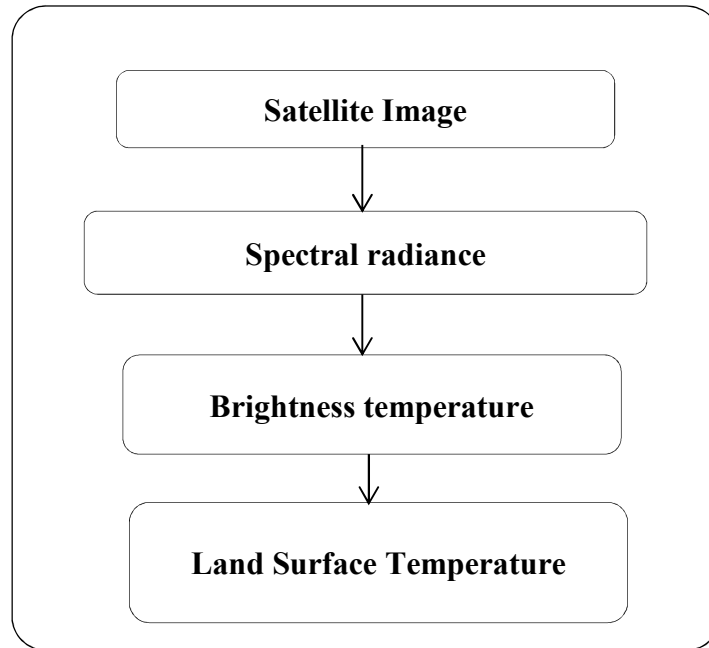 Satellite Image
Spectral radiance
Brightness temperature
Land Surface Temperature